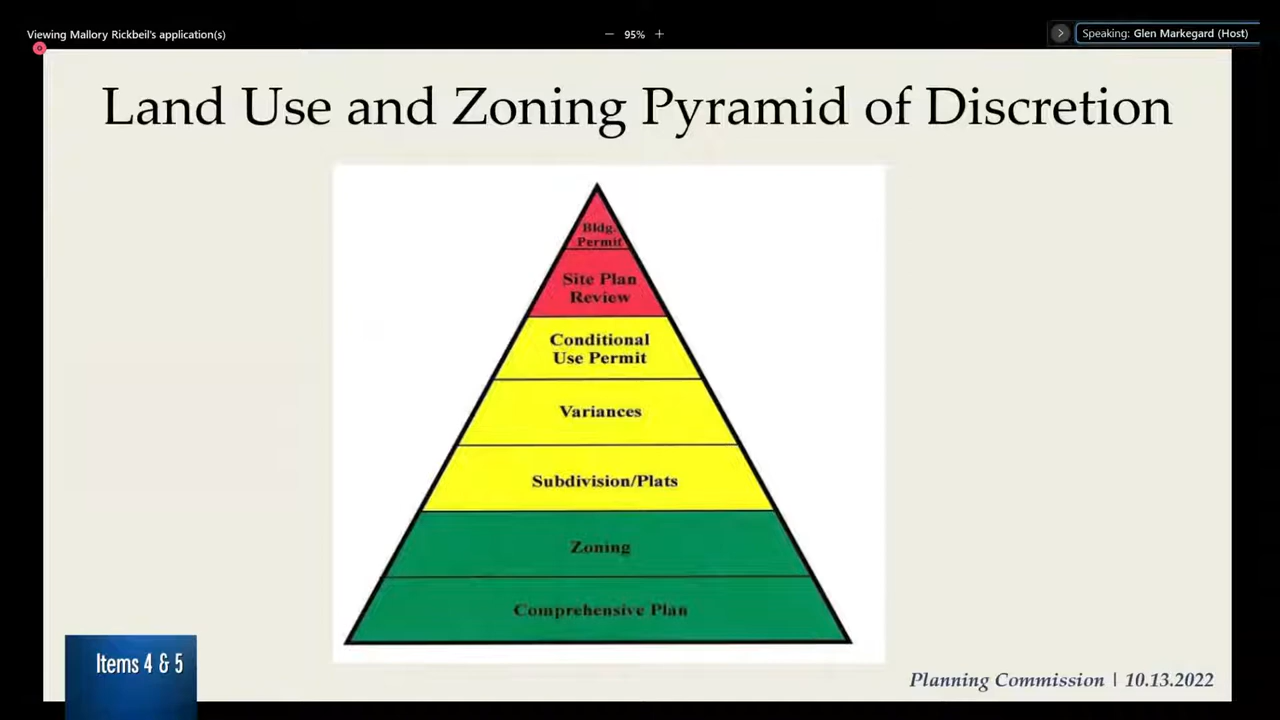 Viewing Mallory Rickbeil's application(s)
− 95% +
Speaking: Glen Markegard (Host)
Land Use and Zoning Pyramid of Discretion
Bldg.
Permit
Site Plan
Review
Conditional
Use Permit
Variances
Subdivision/Plats
Zoning
Comprehensive Plan
Items 4 & 5
Planning Commission | 10.13.2022